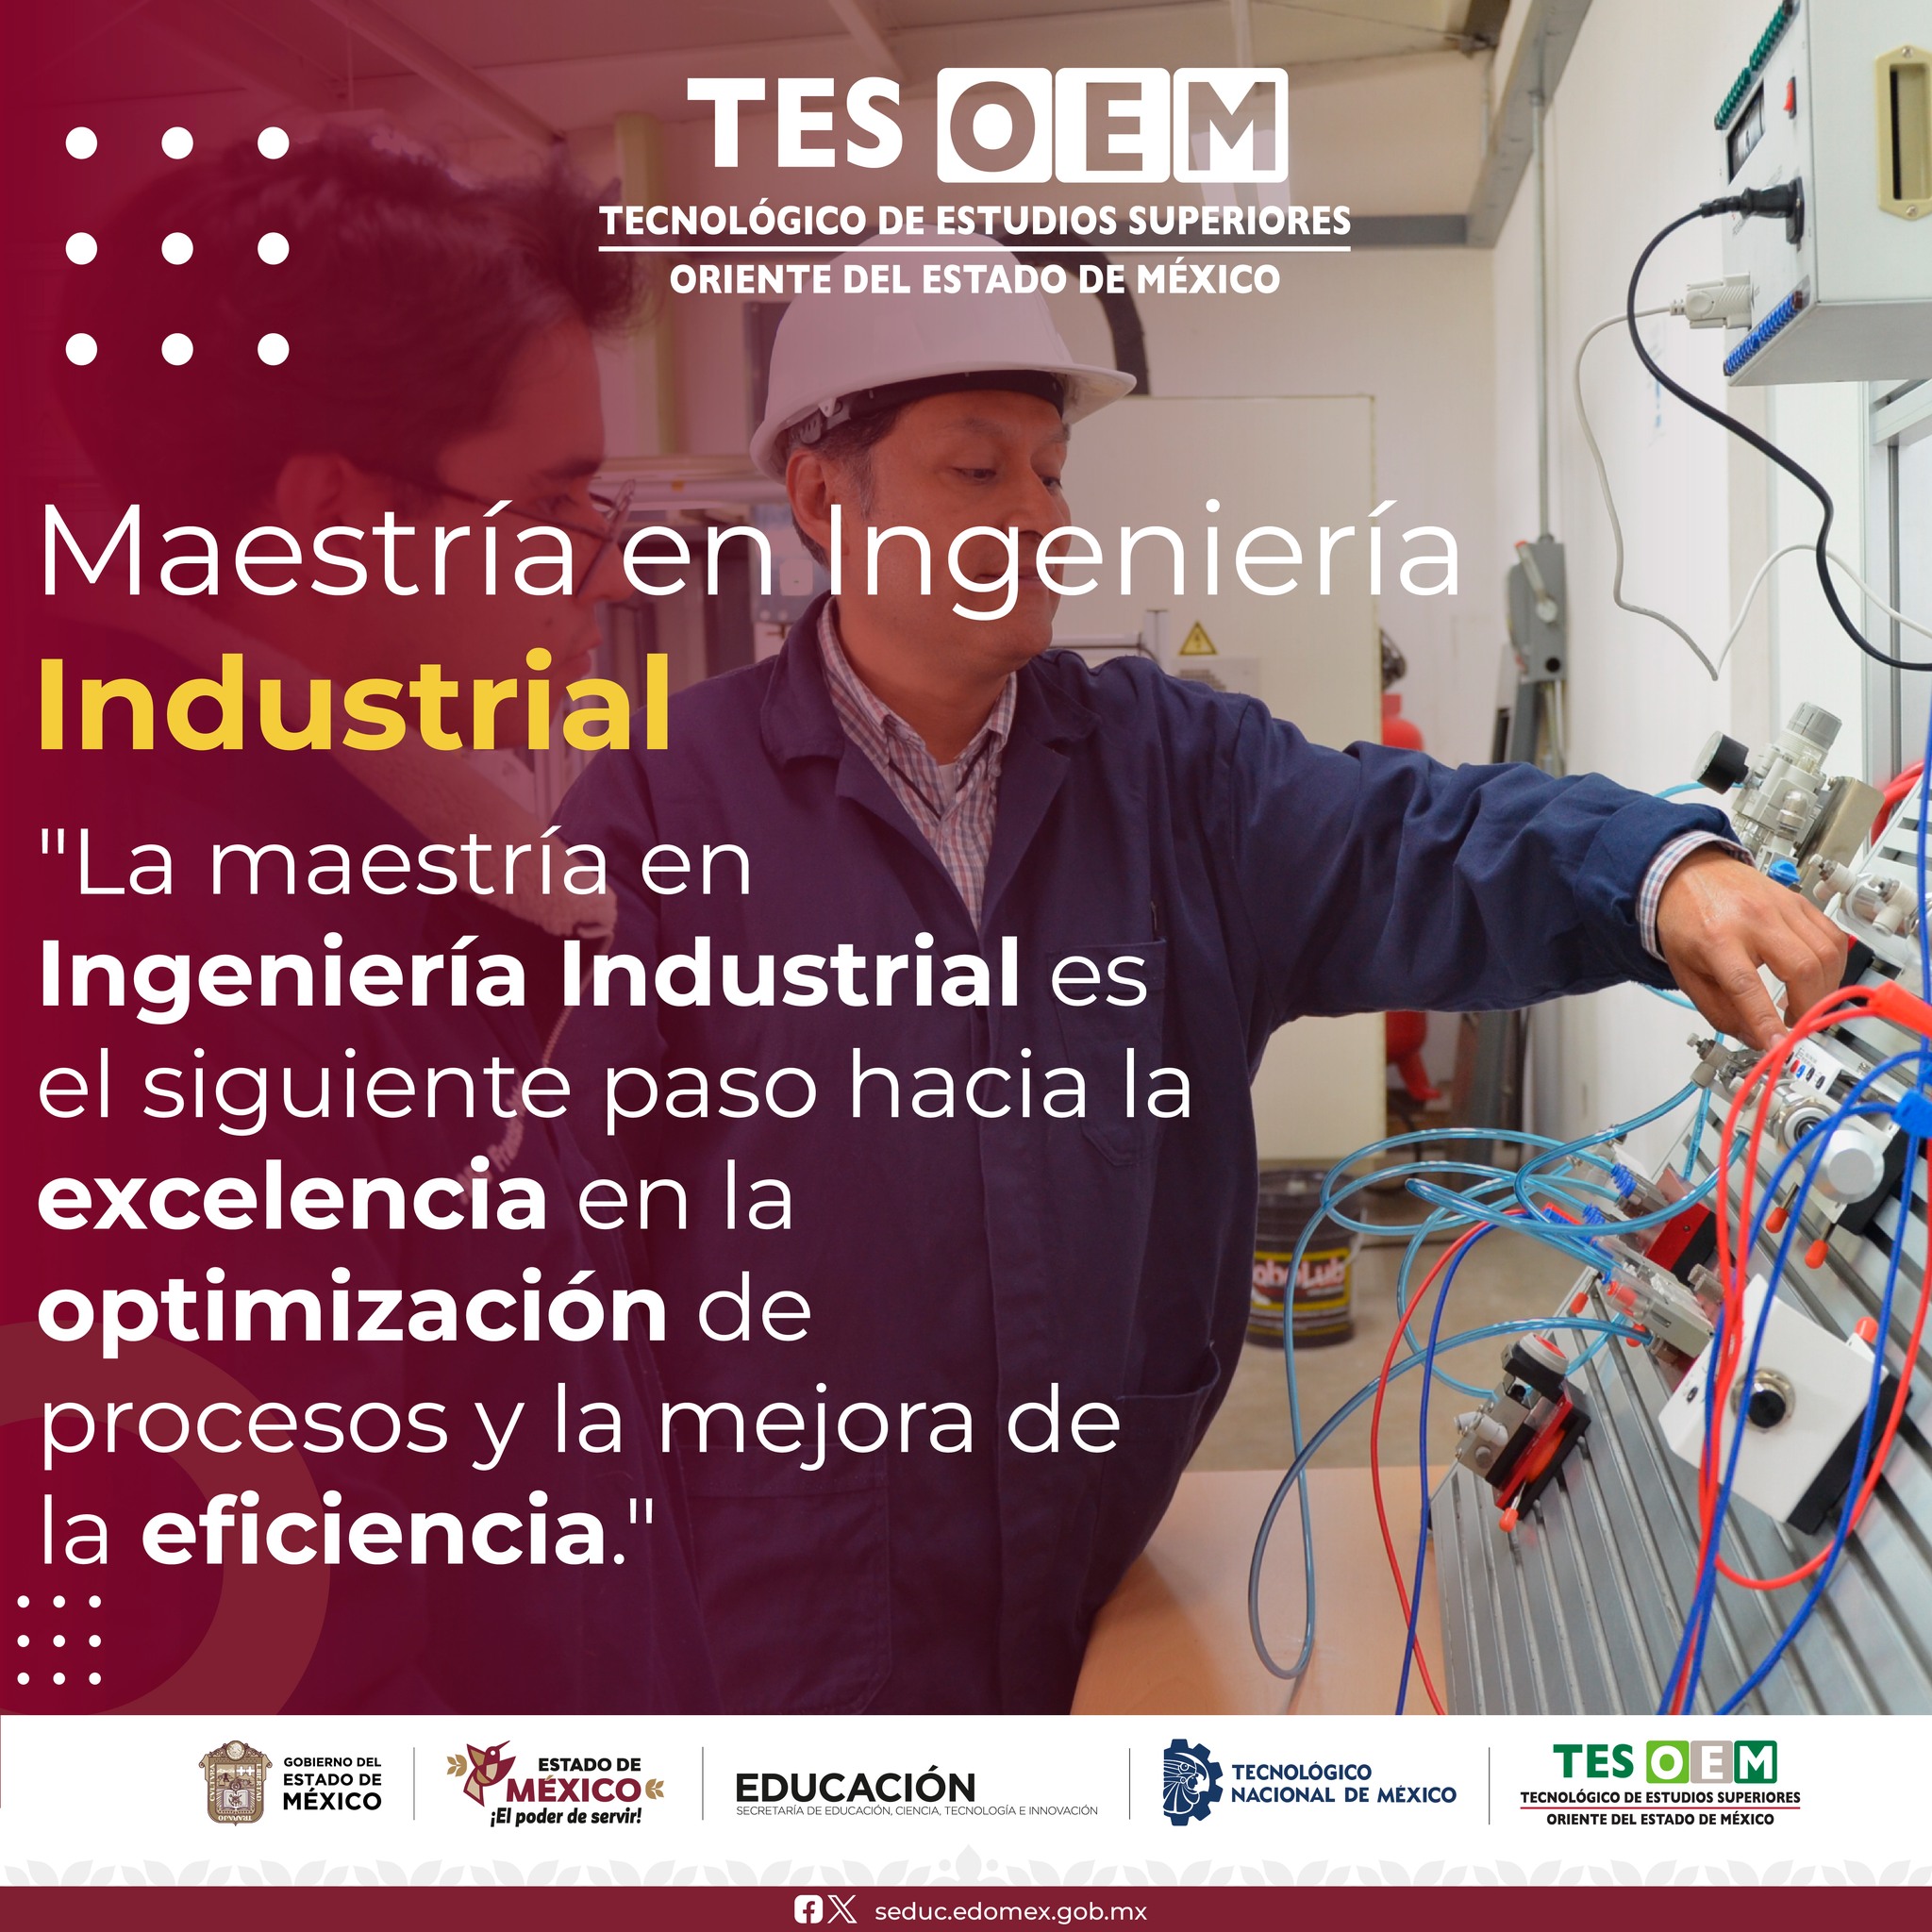 TES OEM
TECNOLÓGICO DE ESTUDIOS SUPERIORES
ORIENTE DEL ESTADO DE MÉXICO
Maestría en Ingeniería
Industrial
"La maestría en
Ingeniería Industrial es
el siguiente paso hacia la
excelencia en la
optimización de
procesos y la mejora de
la eficiencia."
GOBIERNO DEL
ESTADO DE
MÉXICO
ESTADO DE
MÉXICO
¡El poder de servir!
EDUCACIÓN
SECRETARÍA DE EDUCACIÓN, CIENCIA, TECNOLOGÍA E INNOVACIÓN
TECNOLÓGICO
NACIONAL DE MÉXICO
TES OEM
TECNOLÓGICO DE ESTUDIOS SUPERIORES
ORIENTE DEL ESTADO DE MÉXICO
seduc.edomex.gob.mx